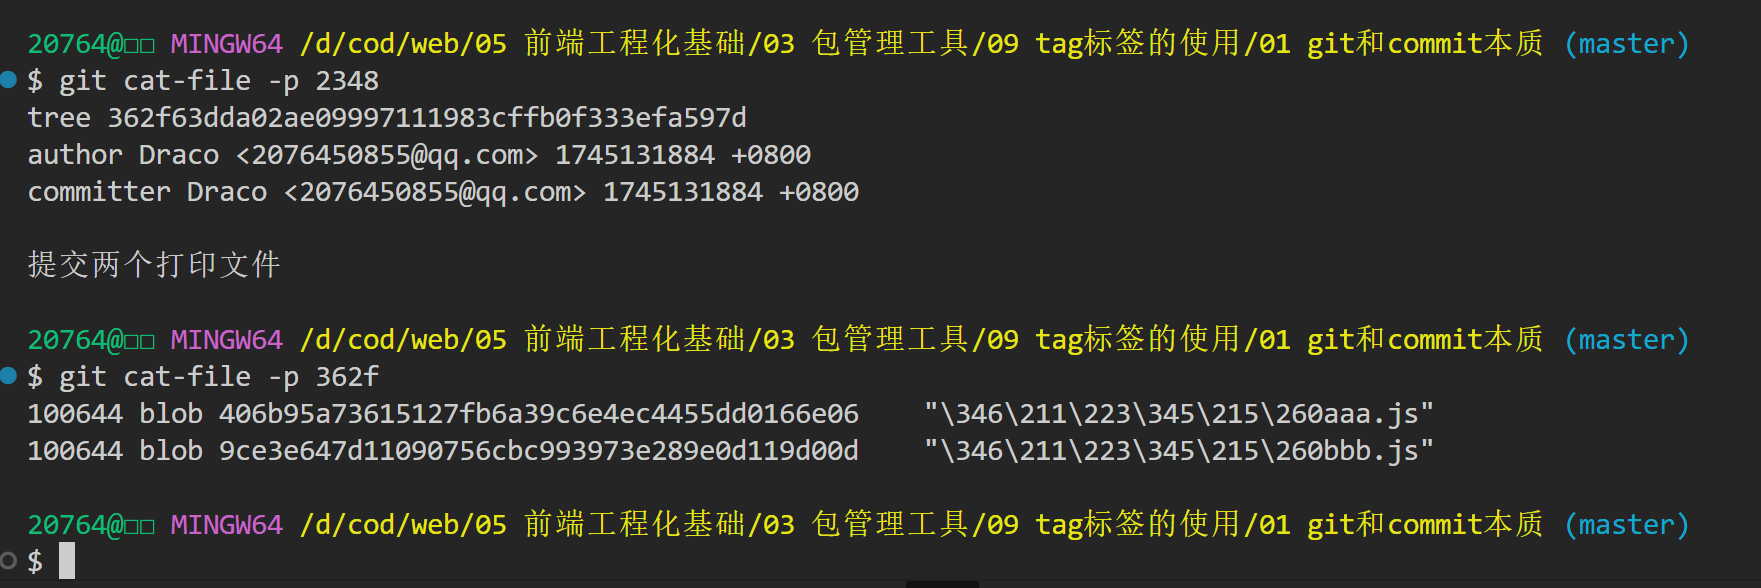 20764@□□ MINGW64 /d/cod/web/05 前端工程化基础/03 包管理工具/09 tag标签的使用/01 git和commit本质 (master)
$ git cat-file -p 2348
tree 362f63dda02ae09997111983cffb0f333efa597d
author Draco <2076450855@qq.com> 1745131884 +0800
committer Draco <2076450855@qq.com> 1745131884 +0800
提交两个打印文件
20764@□□ MINGW64 /d/cod/web/05 前端工程化基础/03 包管理工具/09 tag标签的使用/01 git和commit本质 (master)
$ git cat-file -p 362f
100644 blob 406b95a73615127fb6a39c6e4ec4455dd0166e06    "\346\211\223\345\215\260aaa.js"
100644 blob 9ce3e647d11090756cbc993973e289e0d119d00d    "\346\211\223\345\215\260bbb.js"
20764@□□ MINGW64 /d/cod/web/05 前端工程化基础/03 包管理工具/09 tag标签的使用/01 git和commit本质 (master)
$